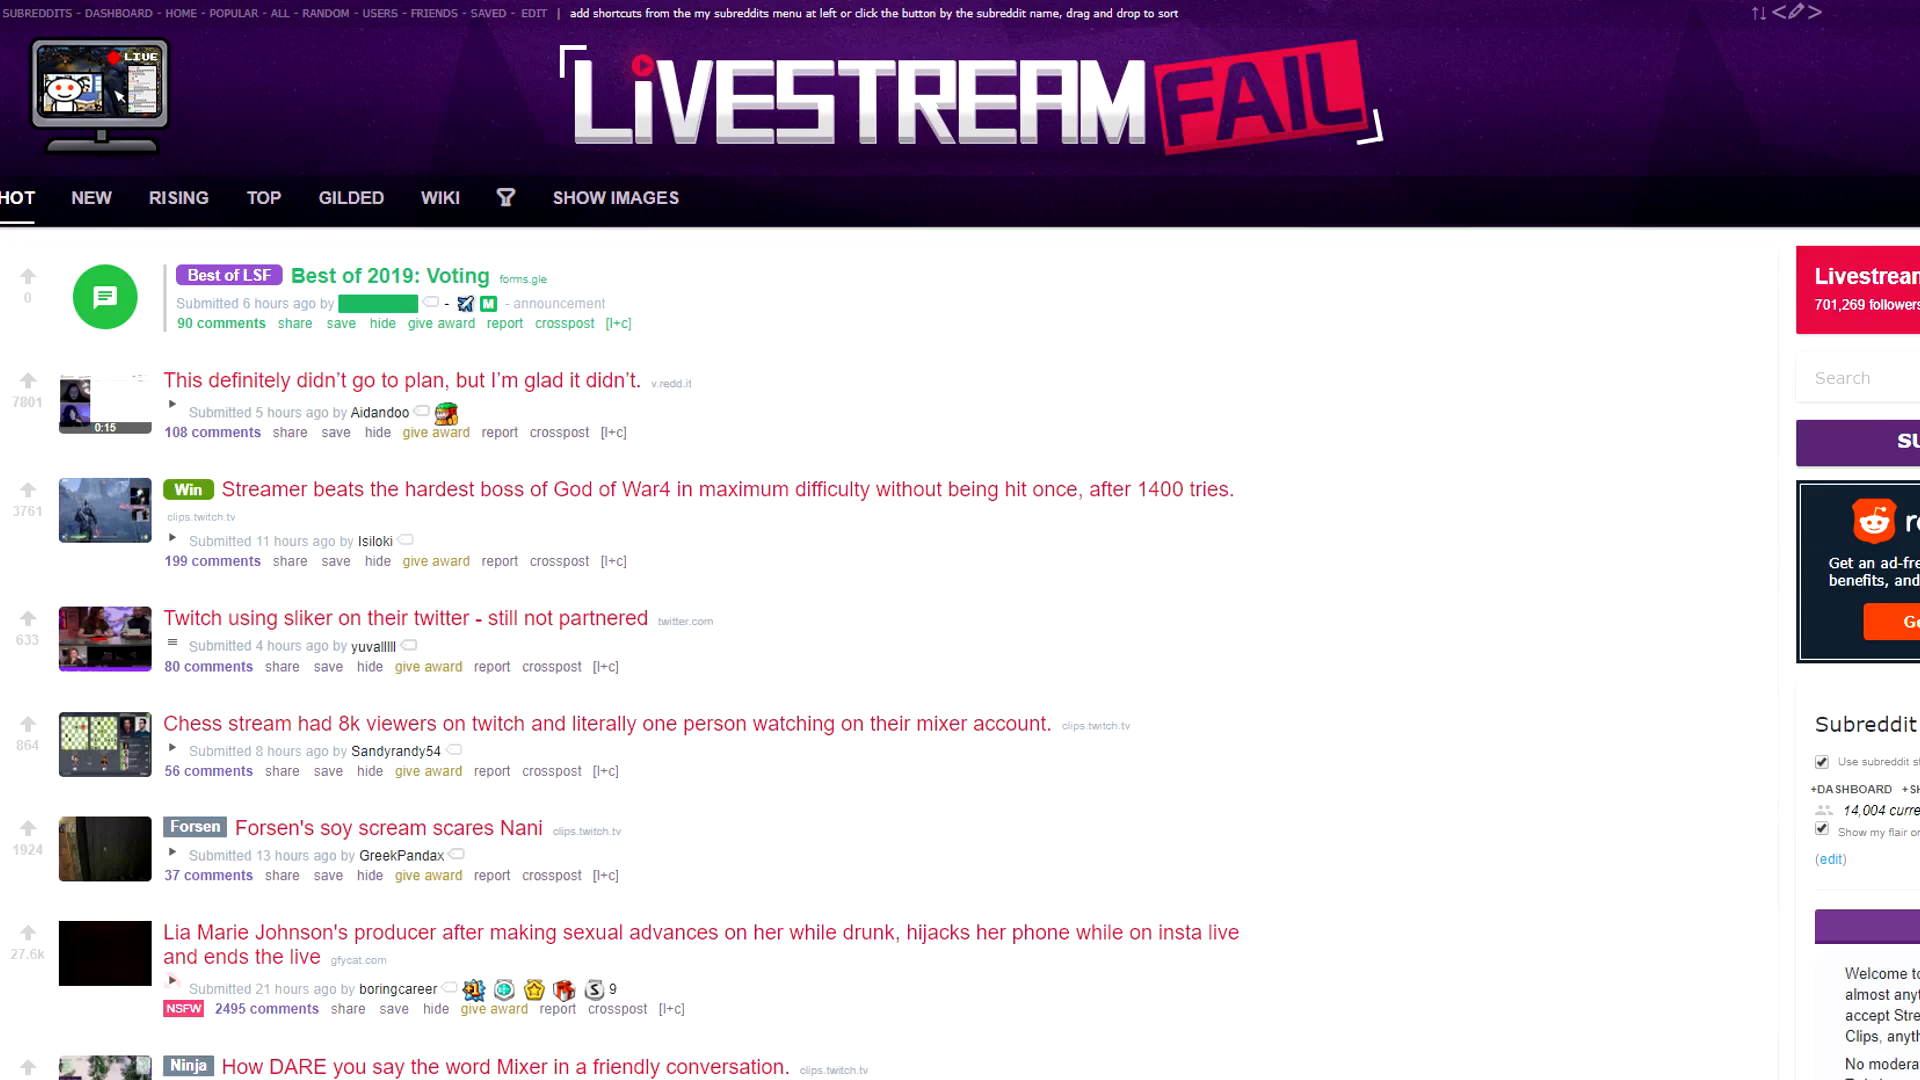 SUBREDDITS - DASHBOARD - HOME - POPULAR - ALL - RANDOM - USERS - FRIENDS - SAVED - EDIT | add shortcuts from the my subreddits menu at left or click the button by the subreddit name, drag and drop to sort
LIVE
LiVESTREAM FAIL
HOT NEW RISING TOP GILDED WIKI SHOW IMAGES
0
Best of LSF Best of 2019: Voting forms.gle
Submitted 6 hours ago by - M - announcement
90 comments share save hide give award report crosspost [l+c]
7801
0:15
This definitely didn’t go to plan, but I’m glad it didn’t. v.redd.it
Submitted 5 hours ago by Aidandoo
108 comments share save hide give award report crosspost [l+c]
3761
Win Streamer beats the hardest boss of God of War4 in maximum difficulty without being hit once, after 1400 tries.
clips.twitch.tv
Submitted 11 hours ago by Isiloki
199 comments share save hide give award report crosspost [l+c]
633
Twitch using sliker on their twitter - still not partnered twitter.com
Submitted 4 hours ago by yuvalllll
80 comments share save hide give award report crosspost [l+c]
864
Chess stream had 8k viewers on twitch and literally one person watching on their mixer account. clips.twitch.tv
Submitted 8 hours ago by Sandyrandy54
56 comments share save hide give award report crosspost [l+c]
1924
Forsen Forsen's soy scream scares Nani clips.twitch.tv
Submitted 13 hours ago by GreekPandax
37 comments share save hide give award report crosspost [l+c]
27.6k
Lia Marie Johnson's producer after making sexual advances on her while drunk, hijacks her phone while on insta live
and ends the live gfycat.com
Submitted 21 hours ago by boringcareer S 9
NSFW 2495 comments share save hide give award report crosspost [l+c]
Ninja How DARE you say the word Mixer in a friendly conversation. clips.twitch.tv
Livestream
701,269 followers
Search
SU
re
Get an ad-fre
benefits, and
Ge
Subreddit
Use subreddit st
+DASHBOARD +SH
14,004 curre
Show my flair on
(edit)
Welcome to
almost anyt
accept Stre
Clips, anyth
No modera